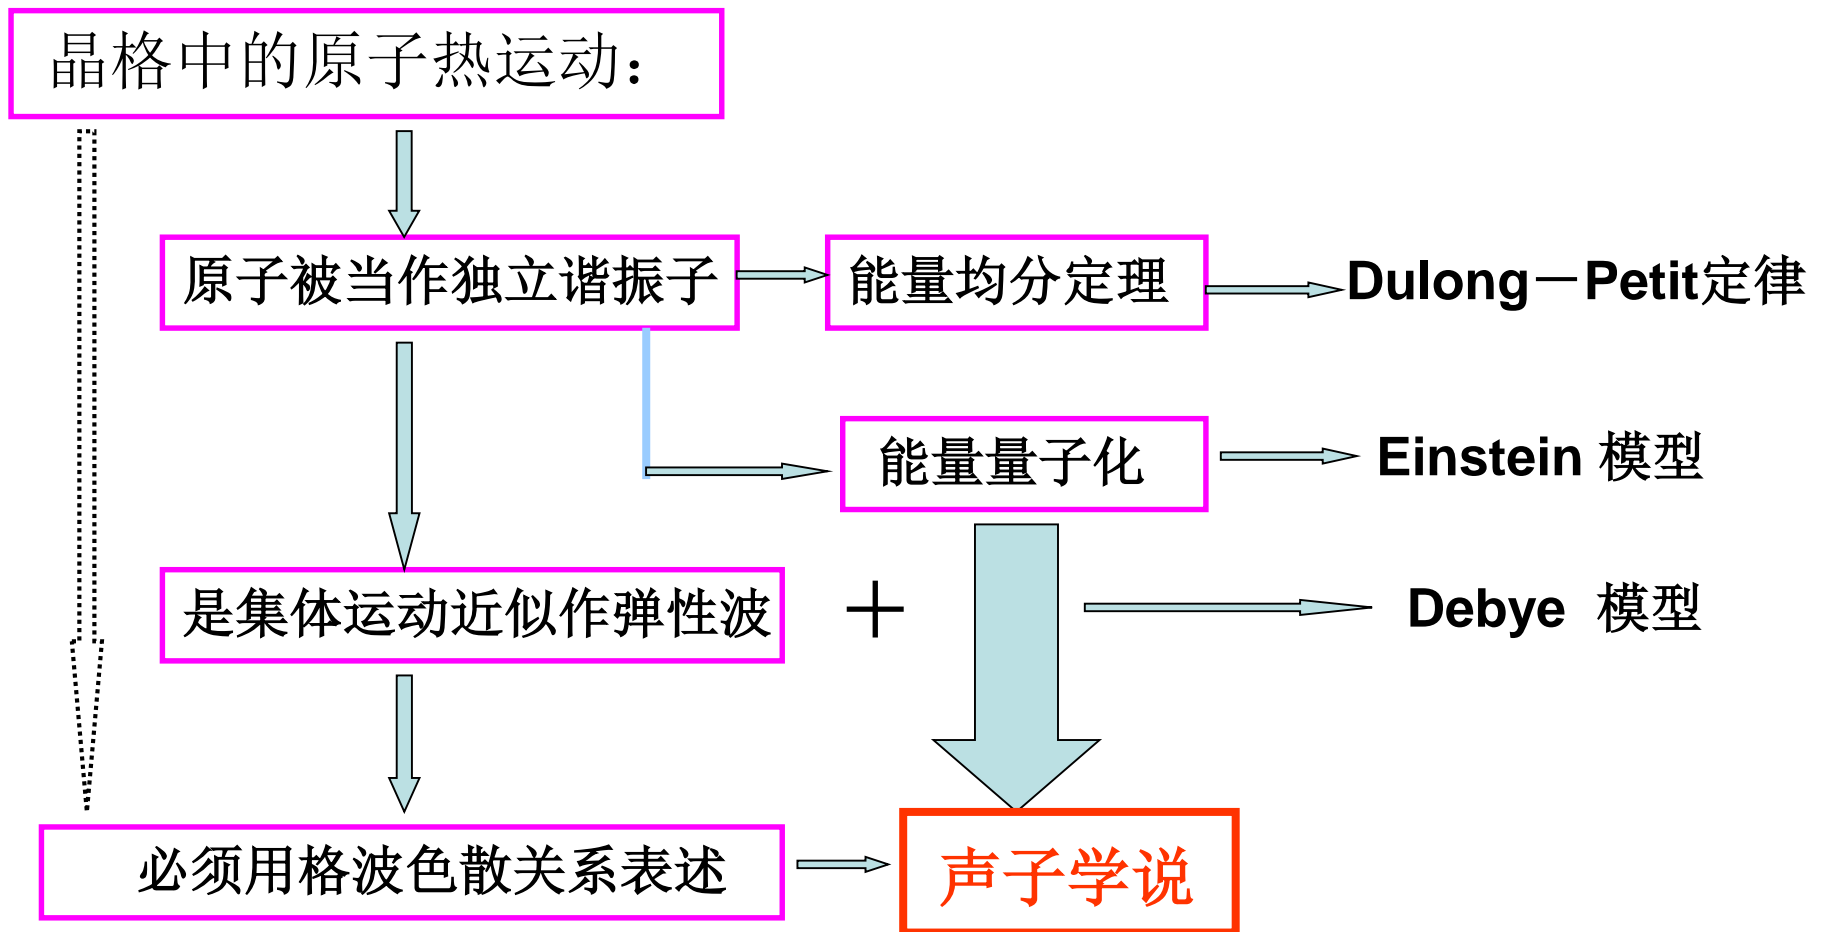 晶格中的原子热运动：
原子被当作独立谐振子
能量均分定理
Dulong－Petit定律
能量量子化
Einstein 模型
是集体运动近似作弹性波
＋
Debye 模型
必须用格波色散关系表述
声子学说